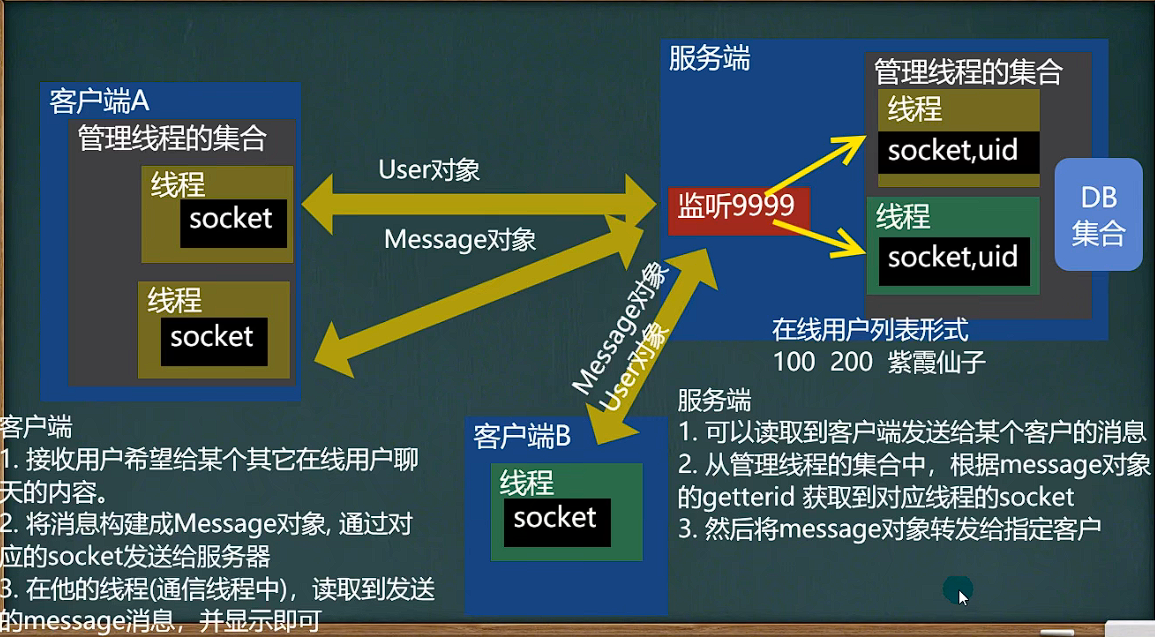 客户端A
管理线程的集合
线程
socket
线程
socket
User对象
Message对象
Message对象
User对象
服务端
管理线程的集合
线程
socket,uid
监听9999
线程
socket,uid
DB
集合
在线用户列表形式
100 200 紫霞仙子
客户端B
线程
socket
客户端
1. 接收用户希望给某个其它在线用户聊
天的内容。
2. 将消息构建成Message对象, 通过对
应的socket发送给服务器
3. 在他的线程(通信线程中)，读取到发送
的message消息，并显示即可
服务端
1. 可以读取到客户端发送给某个客户的消息
2. 从管理线程的集合中，根据message对象
的getterid 获取到对应线程的socket
3. 然后将message对象转发给指定客户